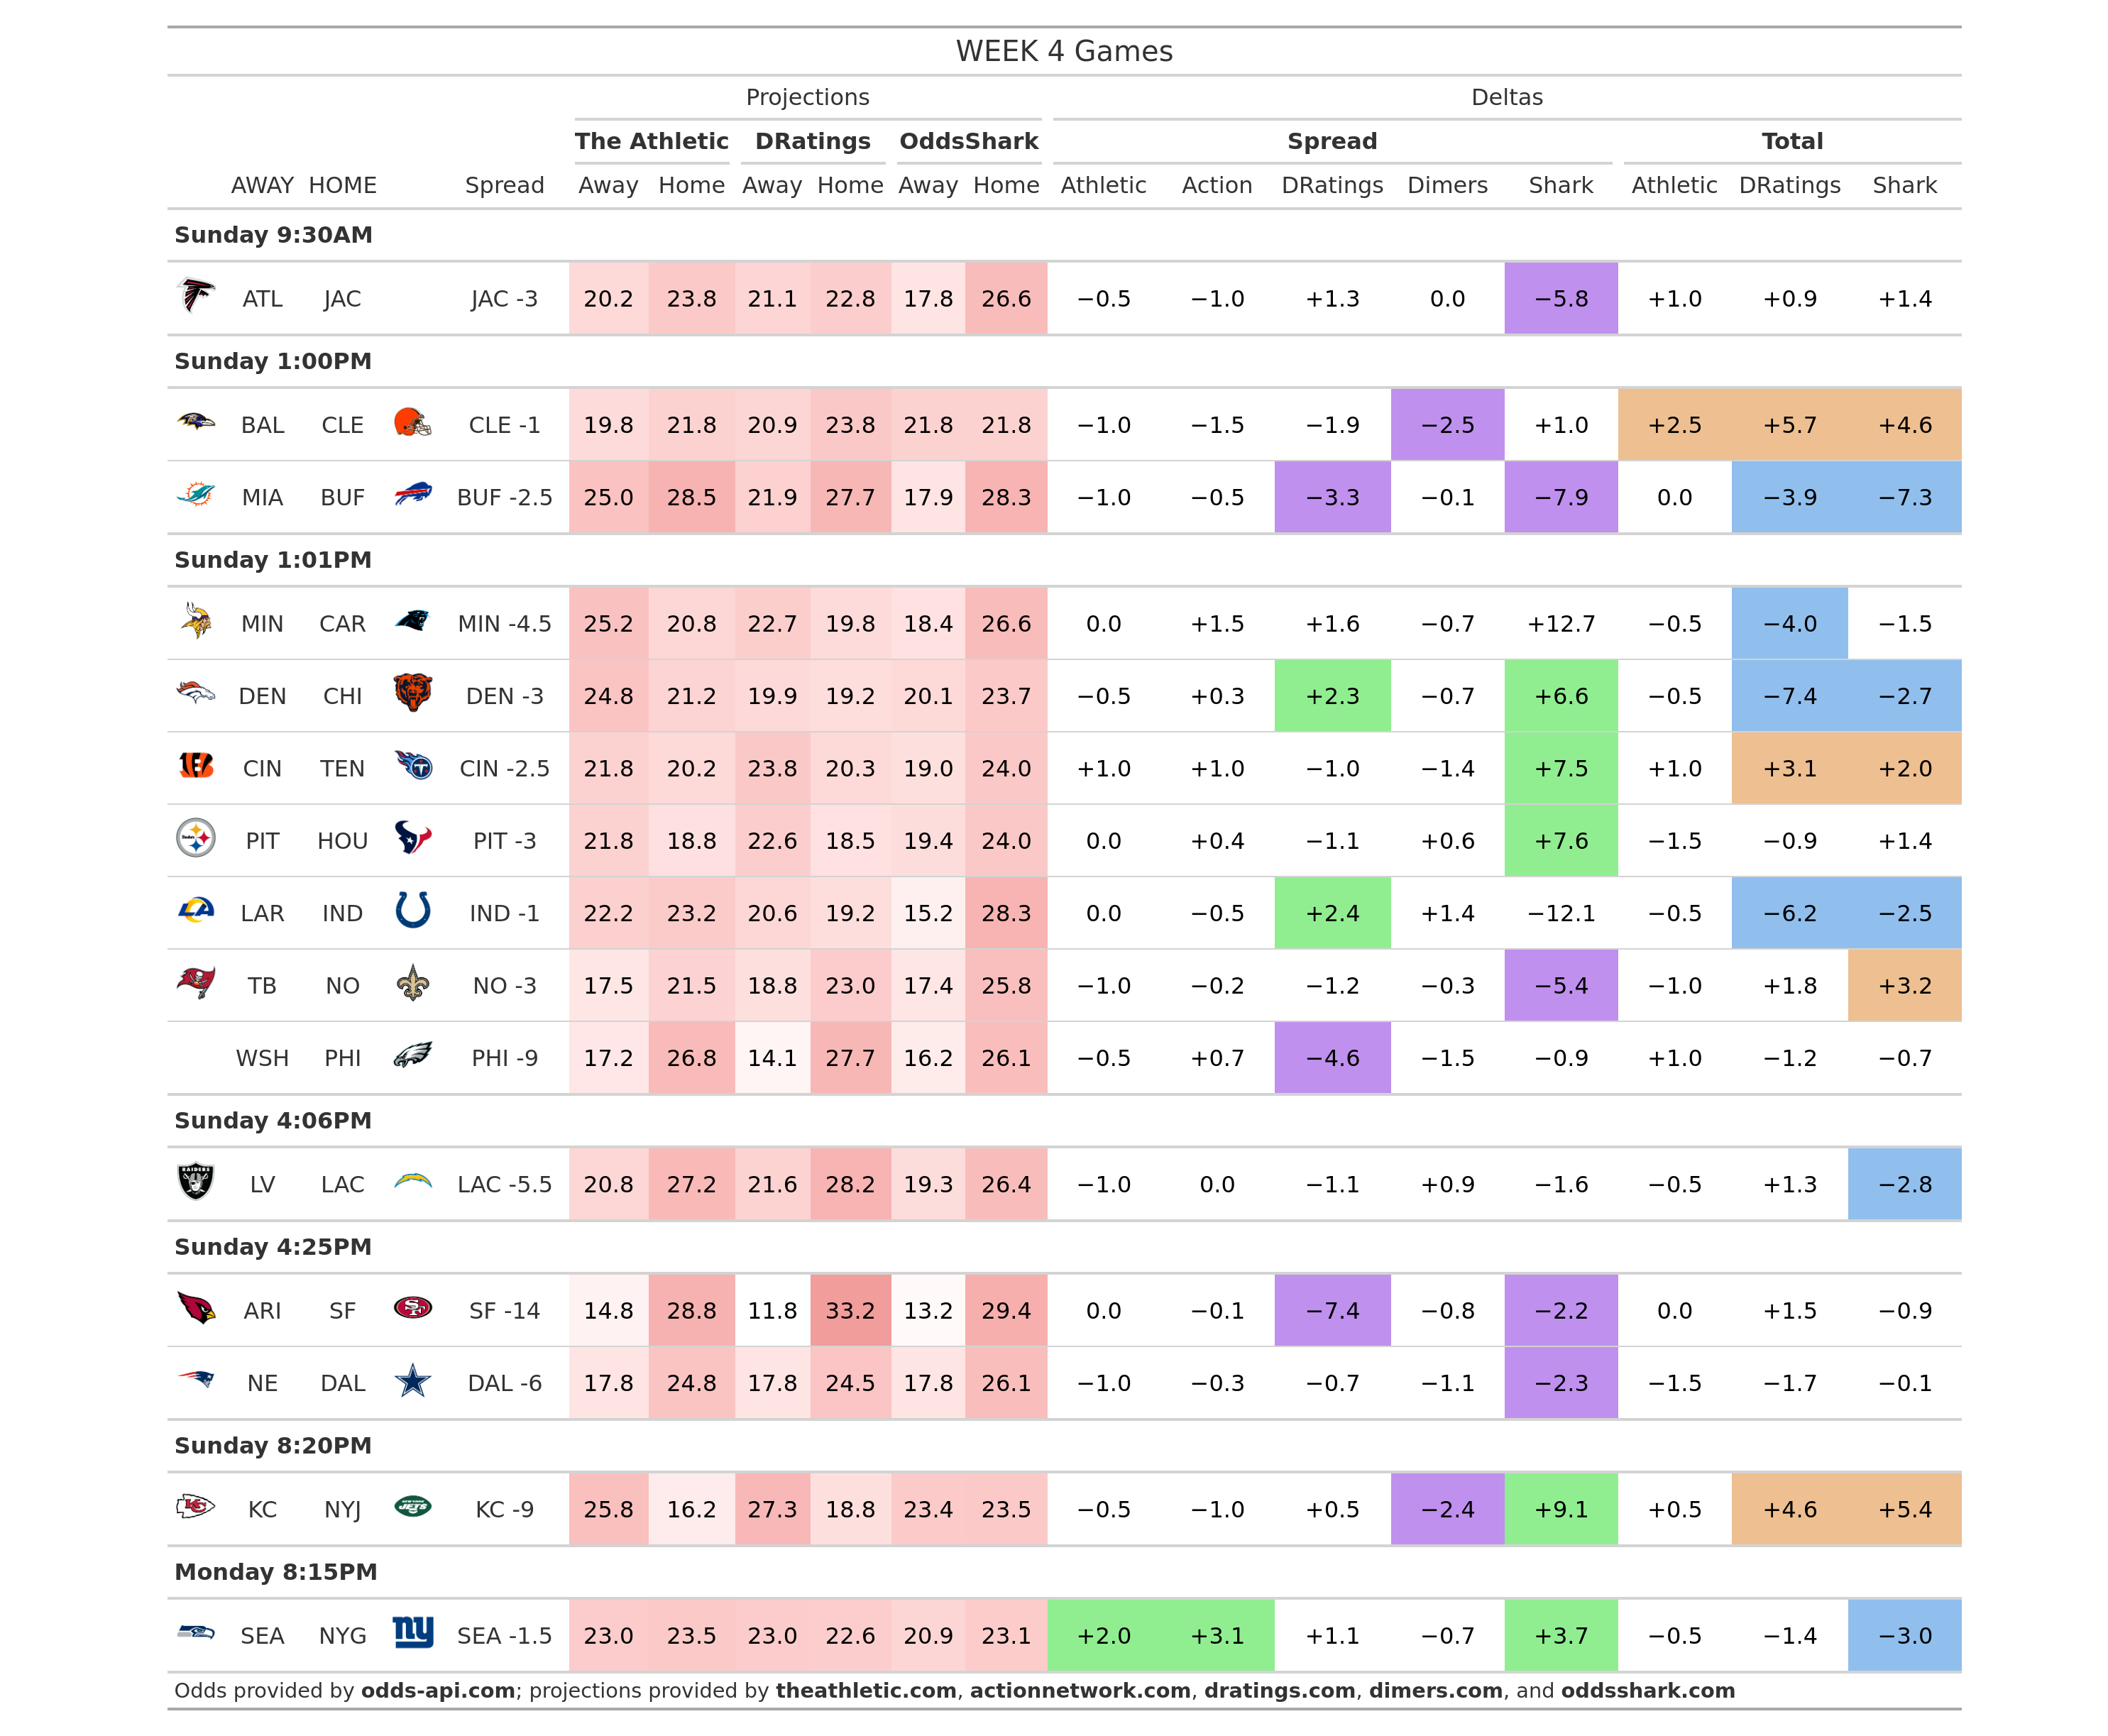 WEEK 4 Games
Projections Deltas
The Athletic DRatings OddsShark Spread Total
AWAY HOME Spread Away Home Away Home Away Home Athletic Action DRatings Dimers Shark Athletic DRatings Shark
Sunday 9:30AM
ATL JAC JAC -3 20.2 23.8 21.1 22.8 17.8 26.6 −0.5 −1.0 +1.3 0.0 −5.8 +1.0 +0.9 +1.4
Sunday 1:00PM
BAL CLE CLE -1 19.8 21.8 20.9 23.8 21.8 21.8 −1.0 −1.5 −1.9 −2.5 +1.0 +2.5 +5.7 +4.6
MIA BUF BUF -2.5 25.0 28.5 21.9 27.7 17.9 28.3 −1.0 −0.5 −3.3 −0.1 −7.9 0.0 −3.9 −7.3
Sunday 1:01PM
MIN CAR MIN -4.5 25.2 20.8 22.7 19.8 18.4 26.6 0.0 +1.5 +1.6 −0.7 +12.7 −0.5 −4.0 −1.5
DEN CHI DEN -3 24.8 21.2 19.9 19.2 20.1 23.7 −0.5 +0.3 +2.3 −0.7 +6.6 −0.5 −7.4 −2.7
CIN TEN CIN -2.5 21.8 20.2 23.8 20.3 19.0 24.0 +1.0 +1.0 −1.0 −1.4 +7.5 +1.0 +3.1 +2.0
PIT HOU PIT -3 21.8 18.8 22.6 18.5 19.4 24.0 0.0 +0.4 −1.1 +0.6 +7.6 −1.5 −0.9 +1.4
LAR IND IND -1 22.2 23.2 20.6 19.2 15.2 28.3 0.0 −0.5 +2.4 +1.4 −12.1 −0.5 −6.2 −2.5
TB NO NO -3 17.5 21.5 18.8 23.0 17.4 25.8 −1.0 −0.2 −1.2 −0.3 −5.4 −1.0 +1.8 +3.2
WSH PHI PHI -9 17.2 26.8 14.1 27.7 16.2 26.1 −0.5 +0.7 −4.6 −1.5 −0.9 +1.0 −1.2 −0.7
Sunday 4:06PM
RAIDERS LV LAC LAC -5.5 20.8 27.2 21.6 28.2 19.3 26.4 −1.0 0.0 −1.1 +0.9 −1.6 −0.5 +1.3 −2.8
Sunday 4:25PM
ARI SF SF SF -14 14.8 28.8 11.8 33.2 13.2 29.4 0.0 −0.1 −7.4 −0.8 −2.2 0.0 +1.5 −0.9
NE DAL DAL -6 17.8 24.8 17.8 24.5 17.8 26.1 −1.0 −0.3 −0.7 −1.1 −2.3 −1.5 −1.7 −0.1
Sunday 8:20PM
KC KC NYJ JETS KC -9 25.8 16.2 27.3 18.8 23.4 23.5 −0.5 −1.0 +0.5 −2.4 +9.1 +0.5 +4.6 +5.4
Monday 8:15PM
SEA NYG ny SEA -1.5 23.0 23.5 23.0 22.6 20.9 23.1 +2.0 +3.1 +1.1 −0.7 +3.7 −0.5 −1.4 −3.0
Odds provided by odds-api.com; projections provided by theathletic.com, actionnetwork.com, dratings.com, dimers.com, and oddsshark.com